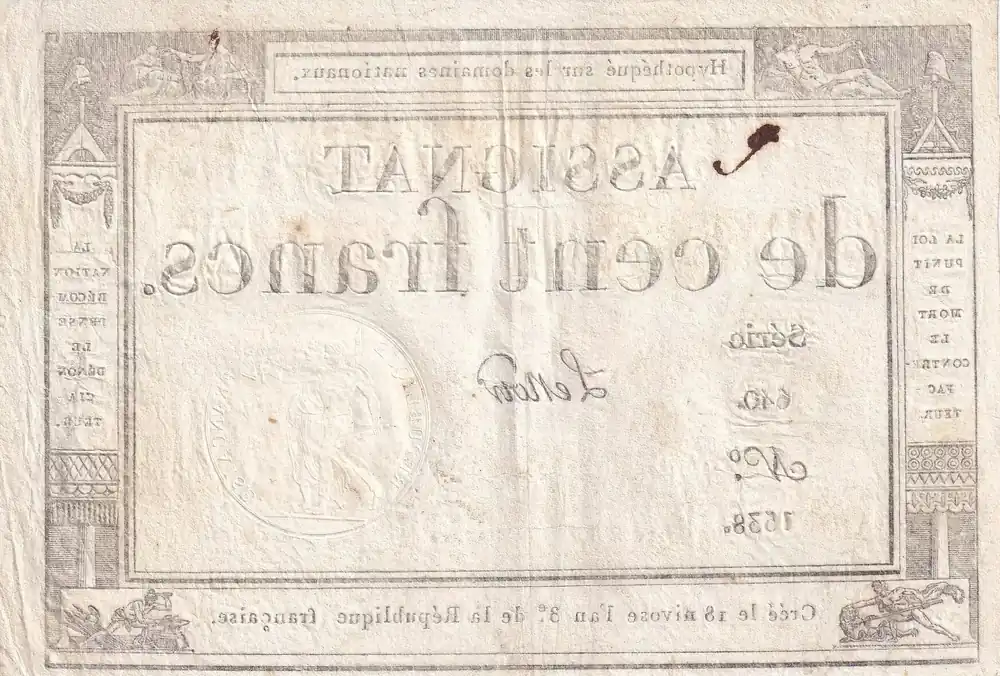 Hypothéqué sur les domaines nationaux.
ASSIGNAT
de cent francs.
LA LOI
PUNIT
DE
MORT
LE
CONTRE-
FAC-
TEUR.
Série
640.
Nº.
1538.
Lenoir.
LA
NATION
RÉCOM-
PENSE
LE
DÉNON-
CIA-
TEUR.
Créé le 18 nivose l'an 3e. de la République française.